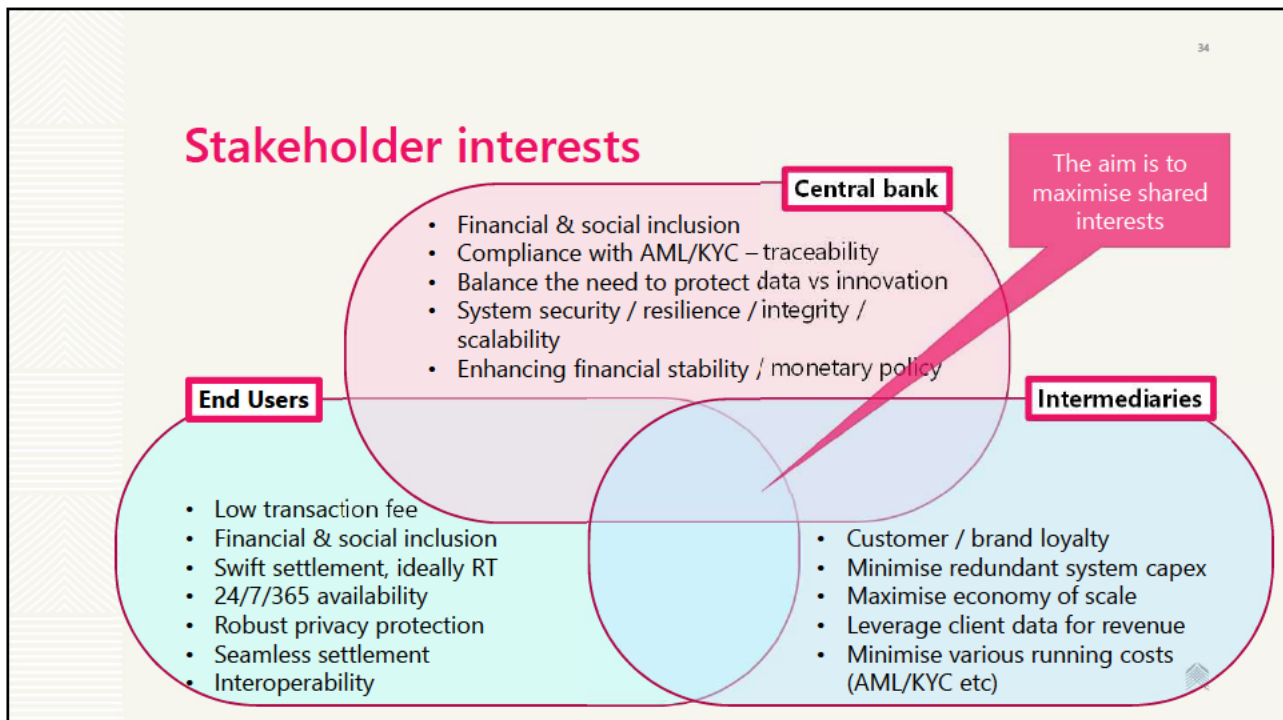 34
Stakeholder interests
The aim is to
maximise shared
interests
Central bank
• Financial & social inclusion
• Compliance with AML/KYC – traceability
• Balance the need to protect data vs innovation
• System security / resilience / integrity /
scalability
• Enhancing financial stability / monetary policy
End Users
• Low transaction fee
• Financial & social inclusion
• Swift settlement, ideally RT
• 24/7/365 availability
• Robust privacy protection
• Seamless settlement
• Interoperability
Intermediaries
• Customer / brand loyalty
• Minimise redundant system capex
• Maximise economy of scale
• Leverage client data for revenue
• Minimise various running costs
(AML/KYC etc)